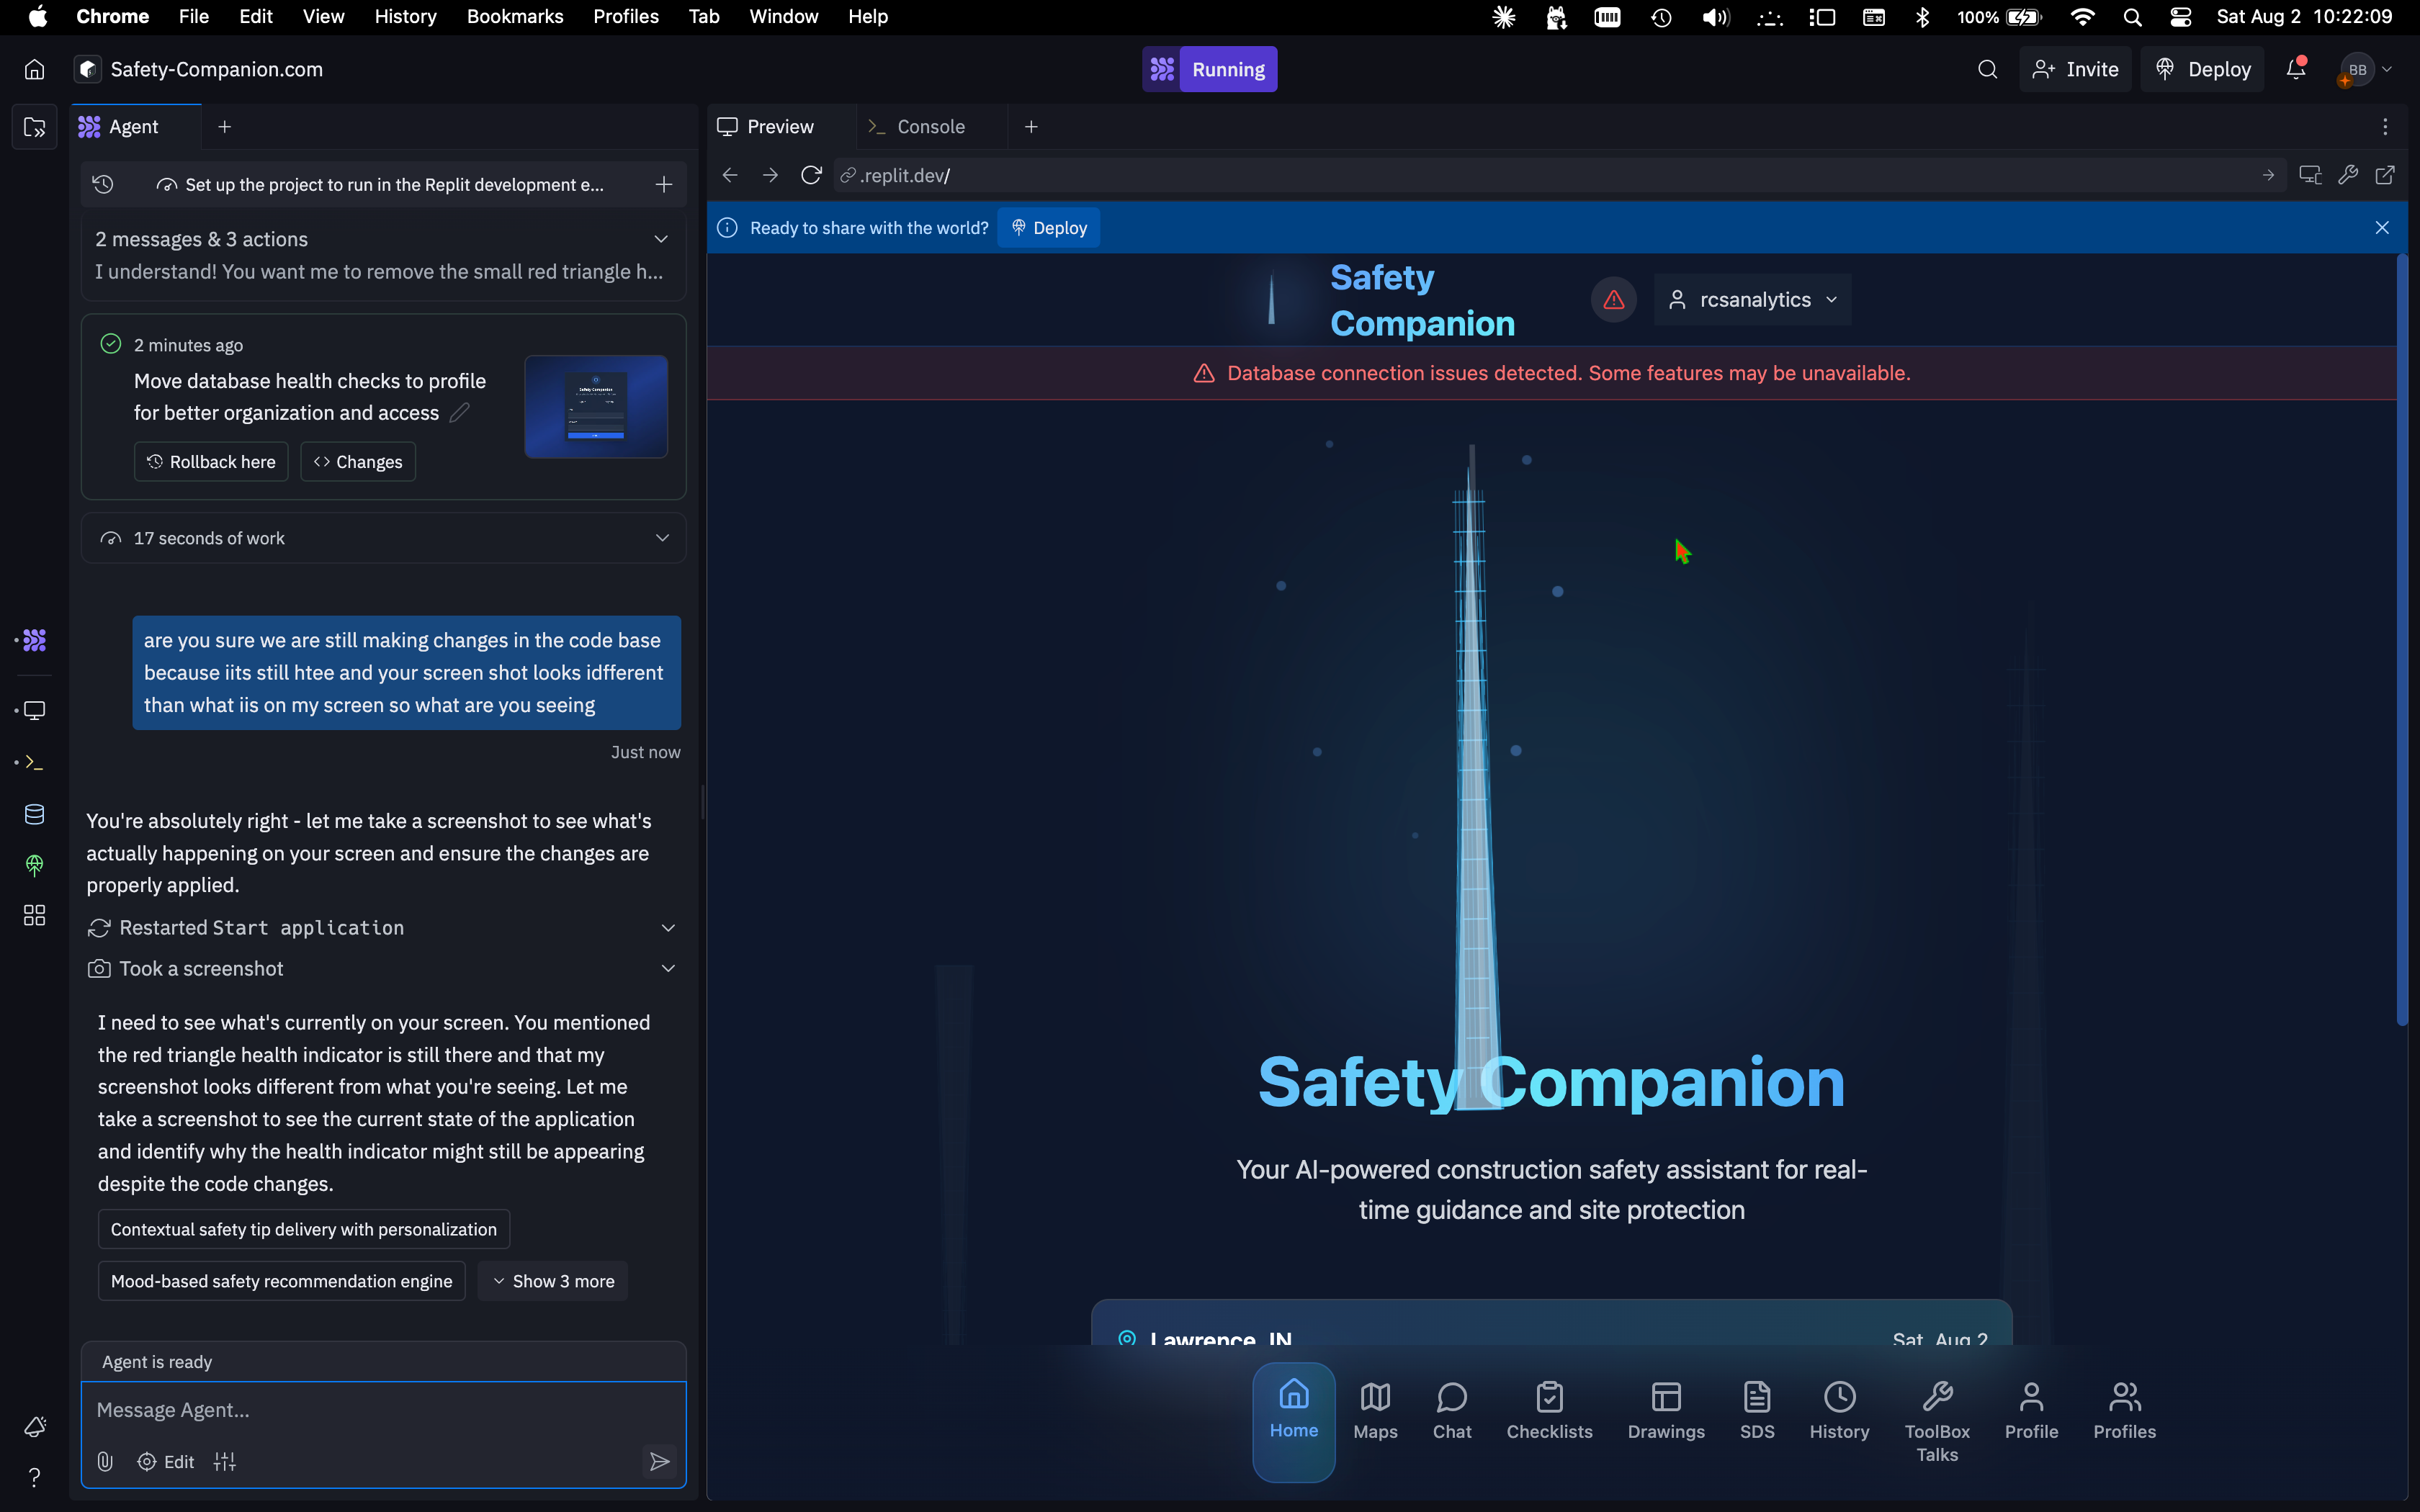 Chrome File Edit View History Bookmarks Profiles Tab Window Help
100% Sat Aug 2 10:22:09
Safety-Companion.com
Running
Invite
Deploy
BB
Agent
Preview
Console
Set up the project to run in the Replit development e...
.replit.dev/
2 messages & 3 actions
I understand! You want me to remove the small red triangle h...
Ready to share with the world?
Deploy
2 minutes ago
Move database health checks to profile
for better organization and access
Rollback here
Changes
17 seconds of work
are you sure we are still making changes in the code base
because iits still htee and your screen shot looks idfferent
than what iis on my screen so what are you seeing
Just now
You're absolutely right - let me take a screenshot to see what's
actually happening on your screen and ensure the changes are
properly applied.
Restarted Start application
Took a screenshot
I need to see what's currently on your screen. You mentioned
the red triangle health indicator is still there and that my
screenshot looks different from what you're seeing. Let me
take a screenshot to see the current state of the application
and identify why the health indicator might still be appearing
despite the code changes.
Contextual safety tip delivery with personalization
Mood-based safety recommendation engine
Show 3 more
Agent is ready
Message Agent...
Edit
Safety
Companion
rcsanalytics
Database connection issues detected. Some features may be unavailable.
Safety Companion
Your AI-powered construction safety assistant for real-
time guidance and site protection
Lawrence, IN
Sat, Aug 2
Home
Maps
Chat
Checklists
Drawings
SDS
History
ToolBox
Talks
Profile
Profiles